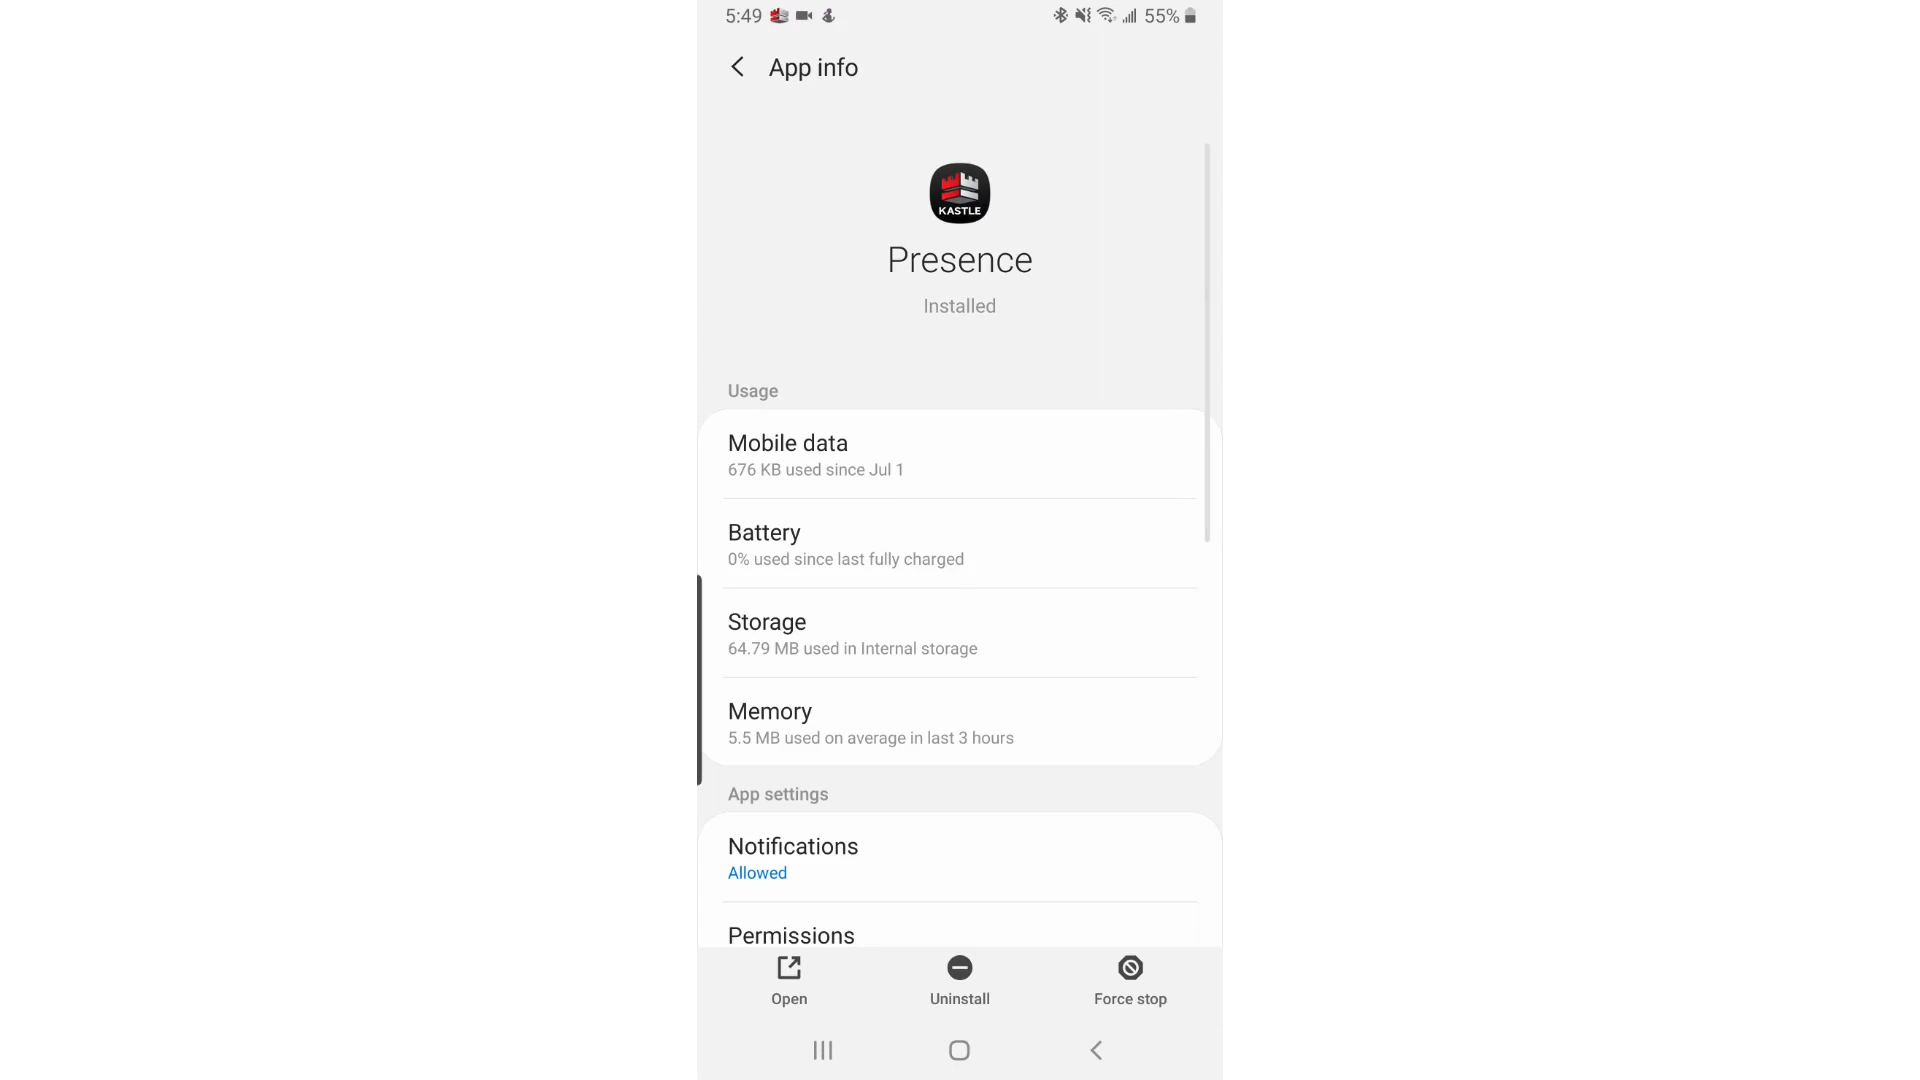 5:49
55%
App info
KASTLE
Presence
Installed
Usage
Mobile data
676 KB used since Jul 1
Battery
0% used since last fully charged
Storage
64.79 MB used in Internal storage
Memory
5.5 MB used on average in last 3 hours
App settings
Notifications
Allowed
Permissions
Open
Uninstall
Force stop